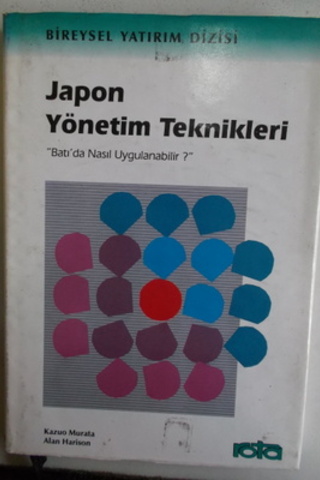 BİREYSEL YATIRIM DİZİSİ
Japon
Yönetim Teknikleri
"Batı'da Nasıl Uygulanabilir ?"
Kazuo Murata
Alan Harison
rota